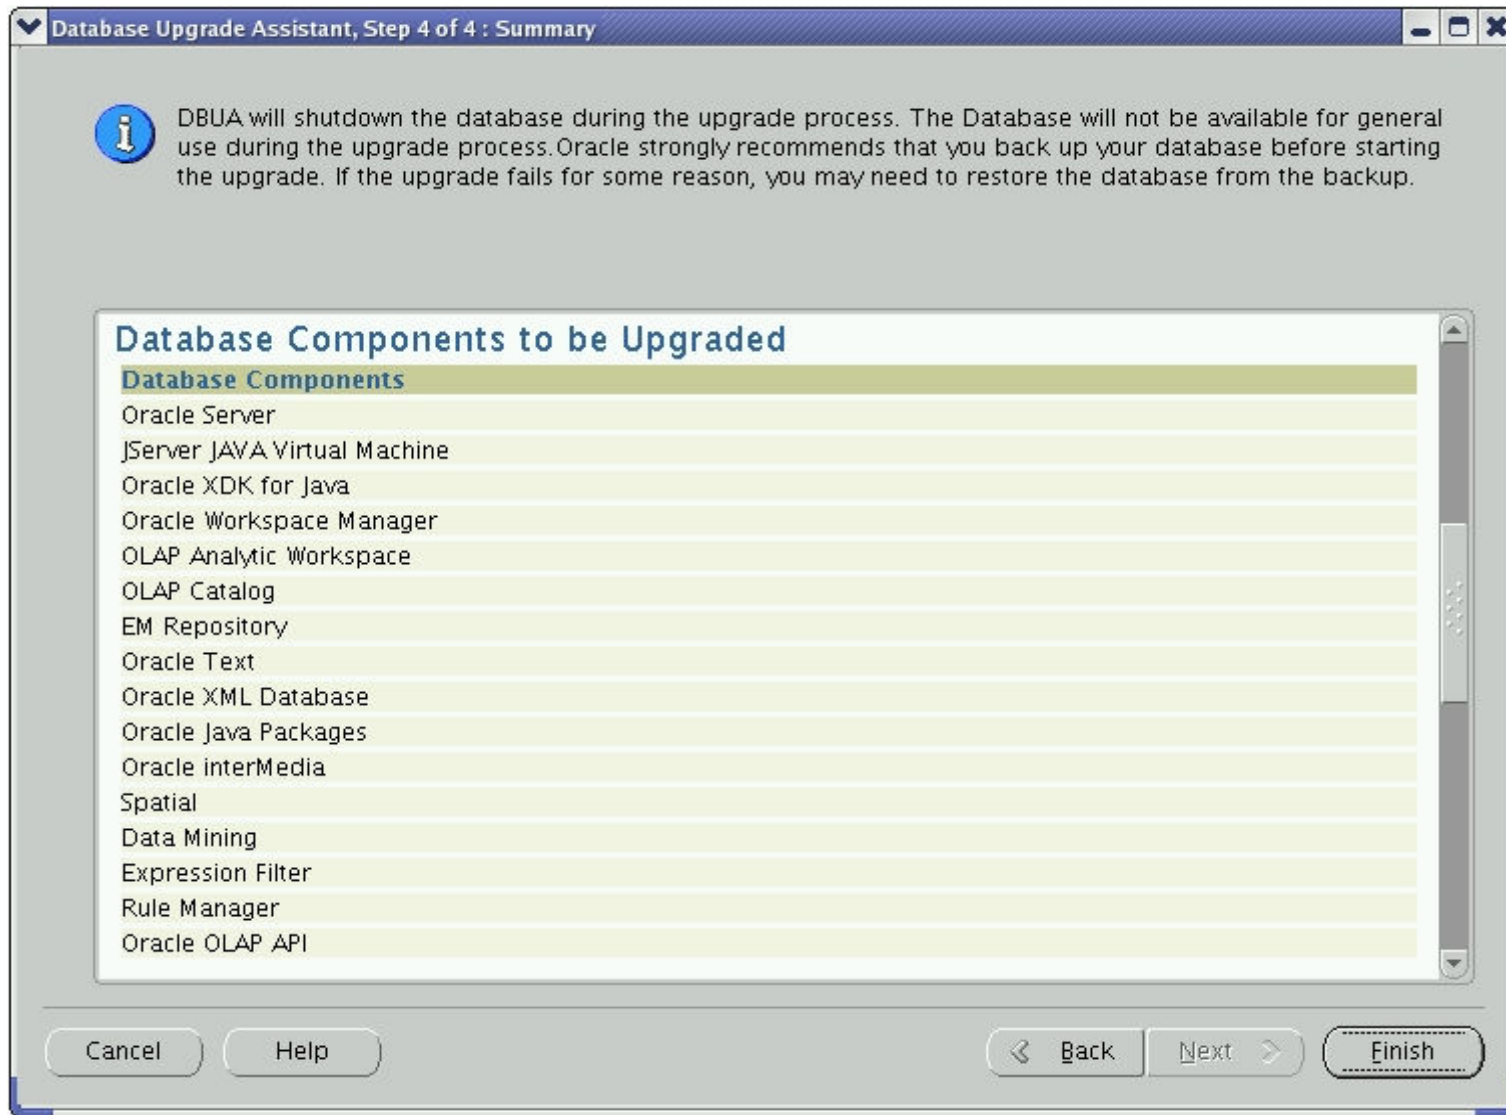 Database Upgrade Assistant, Step 4 of 4 : Summary
DBUA will shutdown the database during the upgrade process. The Database will not be available for general
use during the upgrade process.Oracle strongly recommends that you back up your database before starting
the upgrade. If the upgrade fails for some reason, you may need to restore the database from the backup.
Database Components to be Upgraded
Database Components
Oracle Server
JServer JAVA Virtual Machine
Oracle XDK for Java
Oracle Workspace Manager
OLAP Analytic Workspace
OLAP Catalog
EM Repository
Oracle Text
Oracle XML Database
Oracle Java Packages
Oracle interMedia
Spatial
Data Mining
Expression Filter
Rule Manager
Oracle OLAP API
Cancel Help Back Next Finish